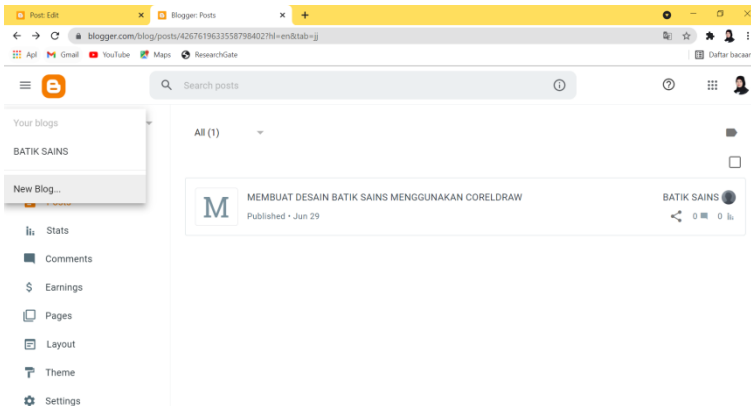 Post: Edit
Blogger: Posts
blogger.com/blog/posts/4267619633558798402?hl=en&tab=jj
Apl Gmail YouTube Maps ResearchGate Daftar bacaan
Search posts
Your blogs
BATIK SAINS
New Blog...
All (1)
M
MEMBUAT DESAIN BATIK SAINS MENGGUNAKAN CORELDRAW
BATIK SAINS
Published • Jun 29
0 0
Stats
Comments
Earnings
Pages
Layout
Theme
Settings